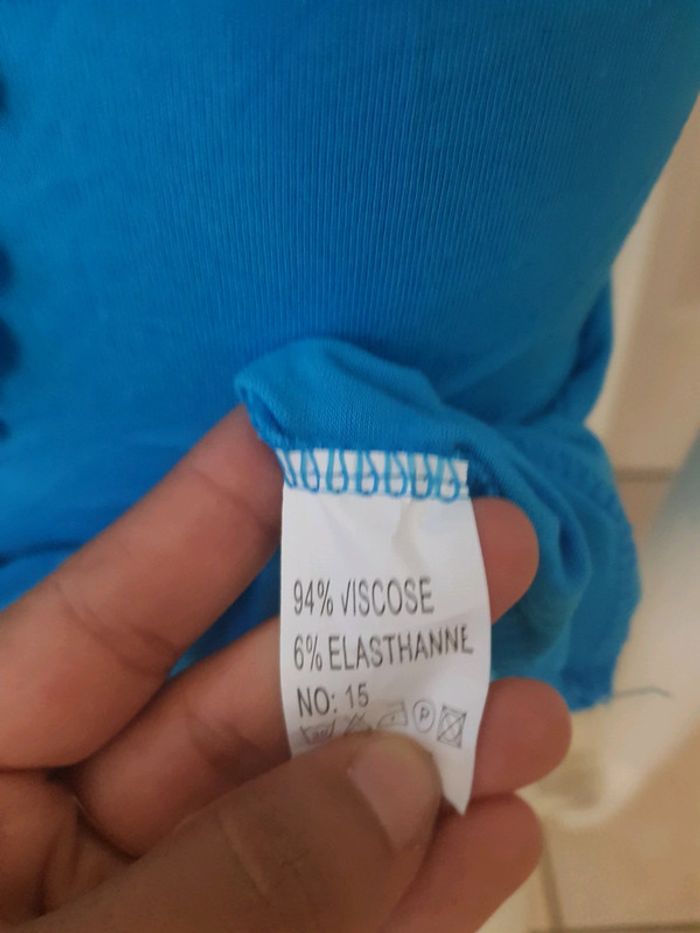 94% VISCOSE
6% ELASTHANNE
NO: 15
P